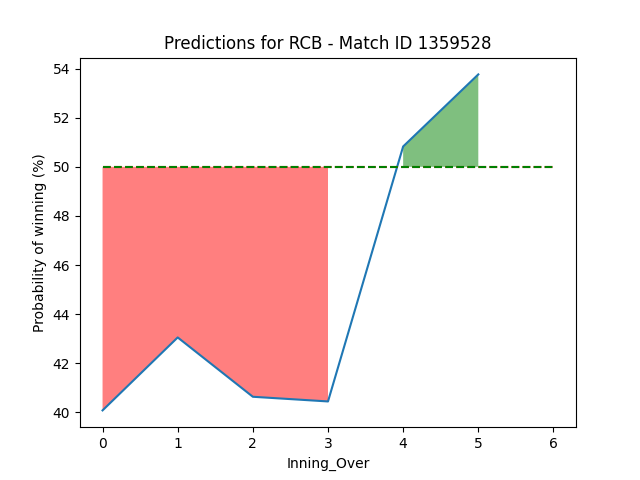 Predictions for RCB - Match ID 1359528
54
52
50
48
46
44
42
40
Probability of winning (%)
0 1 2 3 4 5 6
Inning_Over